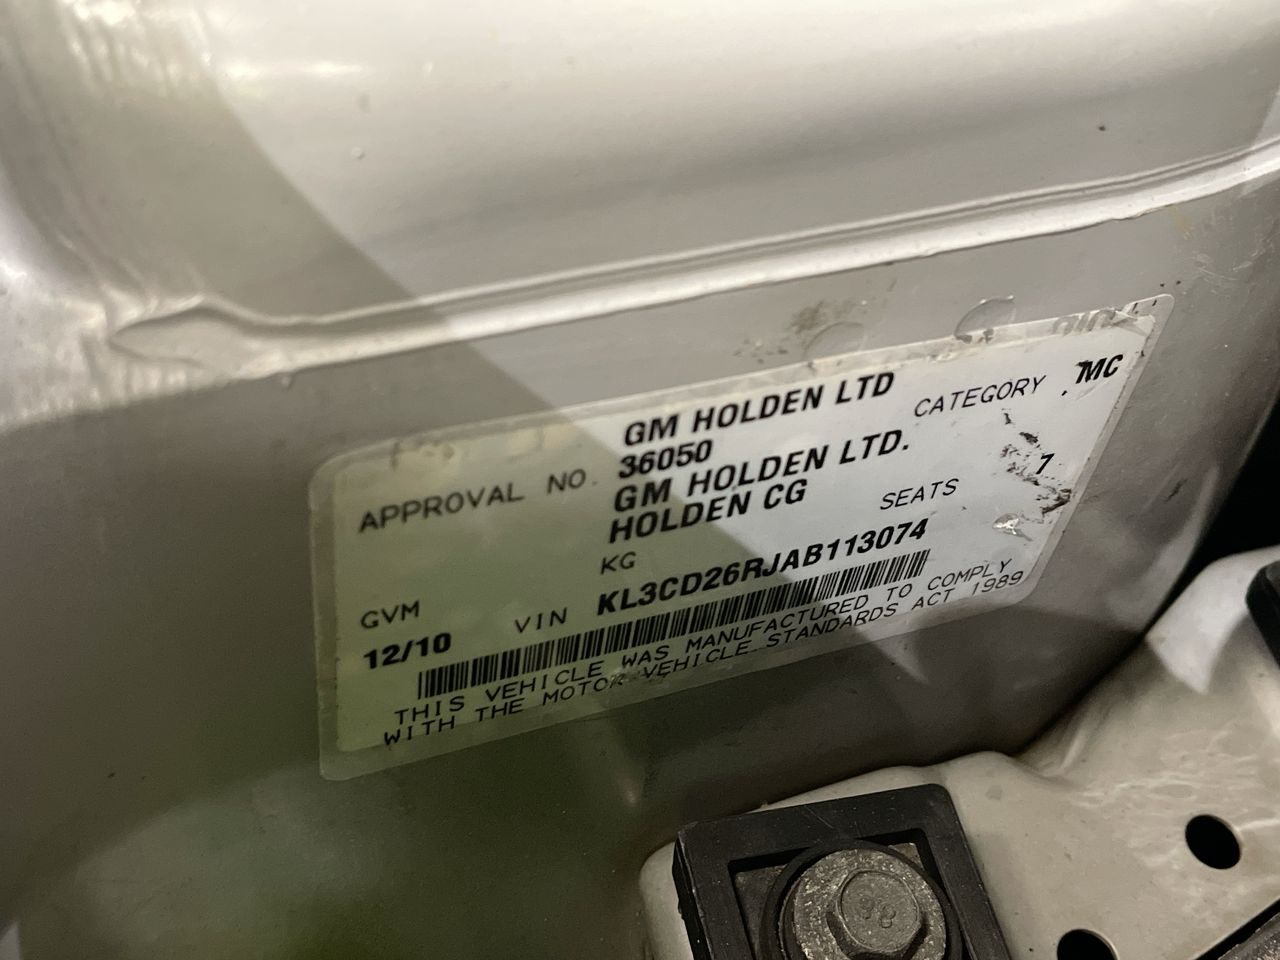 GM HOLDEN LTD
APPROVAL NO. 36050 CATEGORY MC
GM HOLDEN LTD.
HOLDEN CG SEATS 7
GVM KG
12/10 VIN KL3CD26RJAB113074
THIS VEHICLE WAS MANUFACTURED TO COMPLY
WITH THE MOTOR VEHICLE STANDARDS ACT 1989